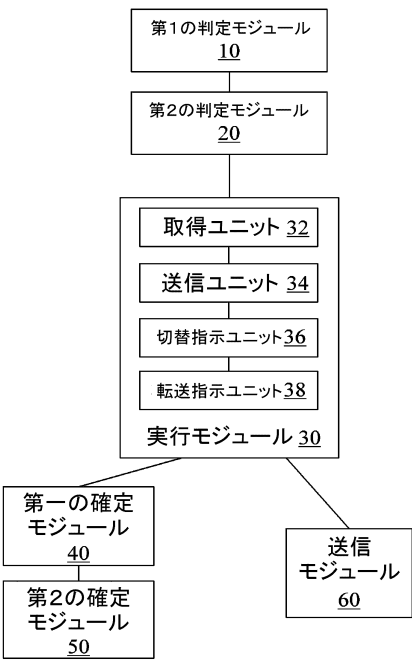 第1の判定モジュール
10
第2の判定モジュール
20
取得ユニット 32
送信ユニット 34
切替指示ユニット36
転送指示ユニット38
実行モジュール 30
第一の確定
モジュール
40
第2の確定
モジュール
50
送信
モジュール
60